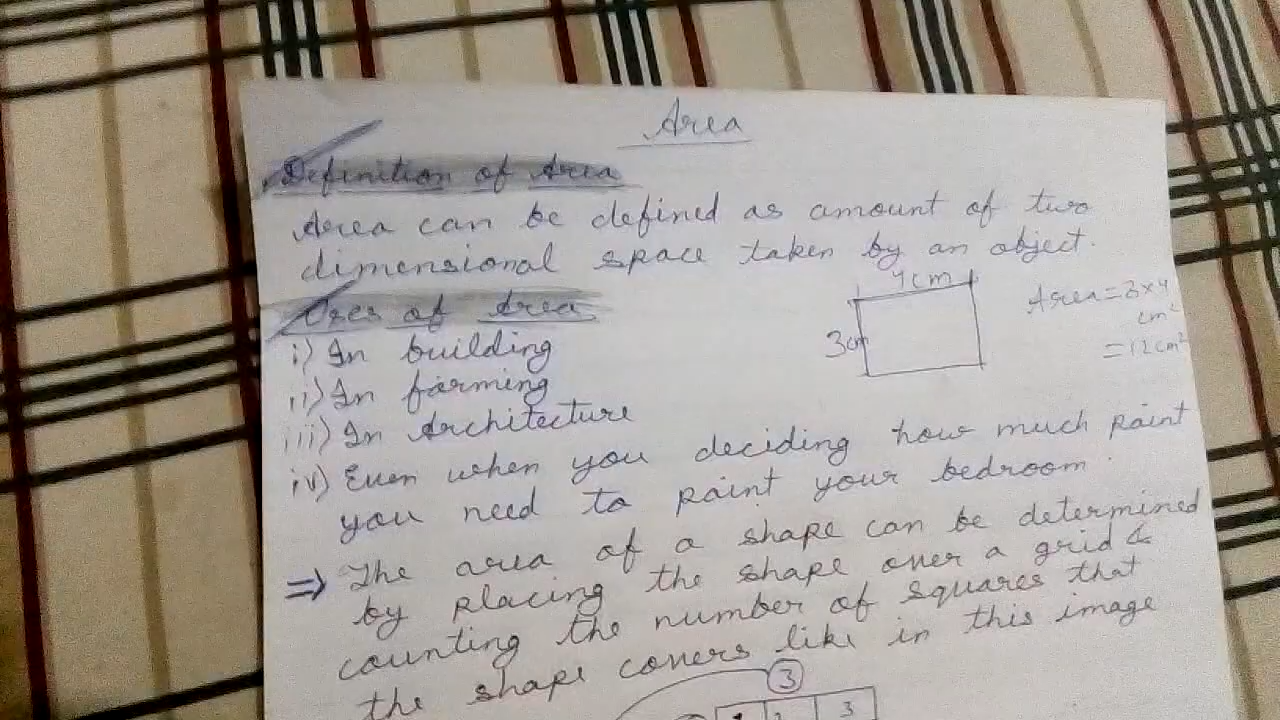 Area
Definition of Area
Area can be defined as amount of two
dimensional space taken by an object.
Uses of Area
4cm
3cm
Area = 3×4
cm²
= 12cm²
i) In building
ii) In farming
iii) In Architecture
iv) Even when you deciding how much paint
you need to paint your bedroom.
⇒ The area of a shape can be determined
by placing the shape over a grid &
counting the number of squares that
the shape covers like in this image
3
1 2 3